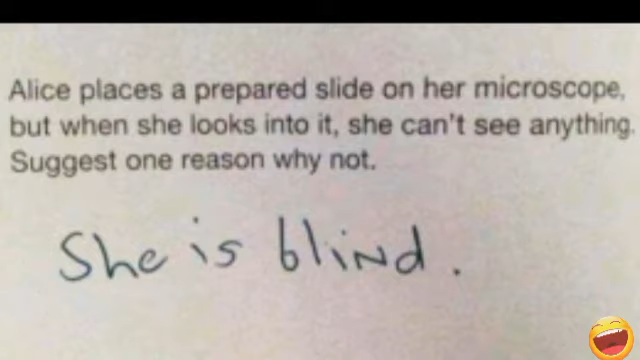 Alice places a prepared slide on her microscope,
but when she looks into it, she can't see anything.
Suggest one reason why not.
She is blind.